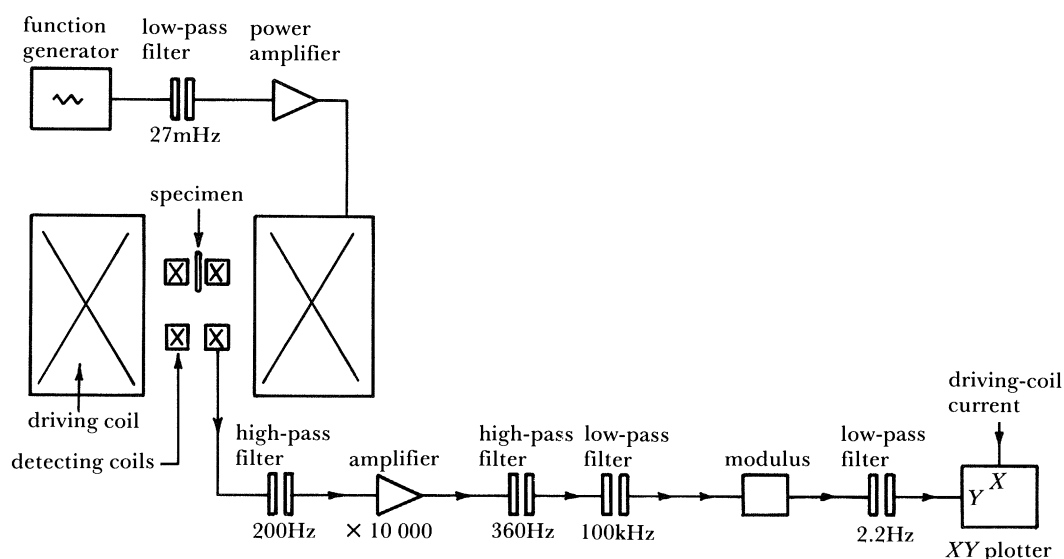 function
generator
low-pass
filter
power
amplifier
27mHz
specimen
driving coil
detecting coils
high-pass
filter
200Hz
amplifier
× 10 000
high-pass
filter
360Hz
low-pass
filter
100kHz
modulus
low-pass
filter
2.2Hz
driving-coil
current
X
Y
XY plotter